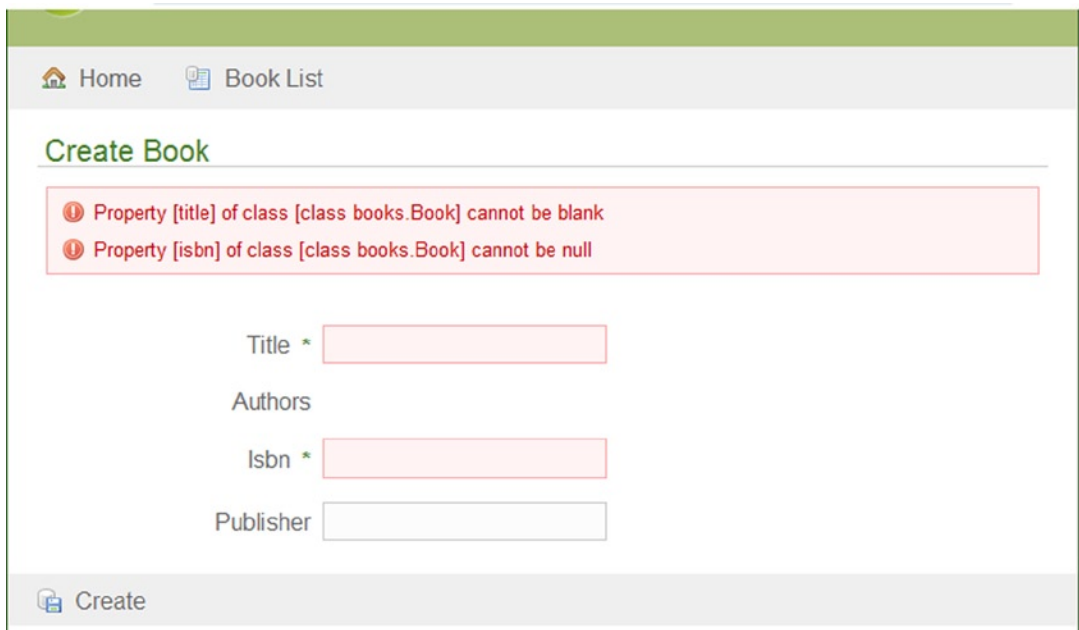 Home Book List
Create Book
Property [title] of class [class books.Book] cannot be blank
Property [isbn] of class [class books.Book] cannot be null
Title *
Authors
Isbn *
Publisher
Create